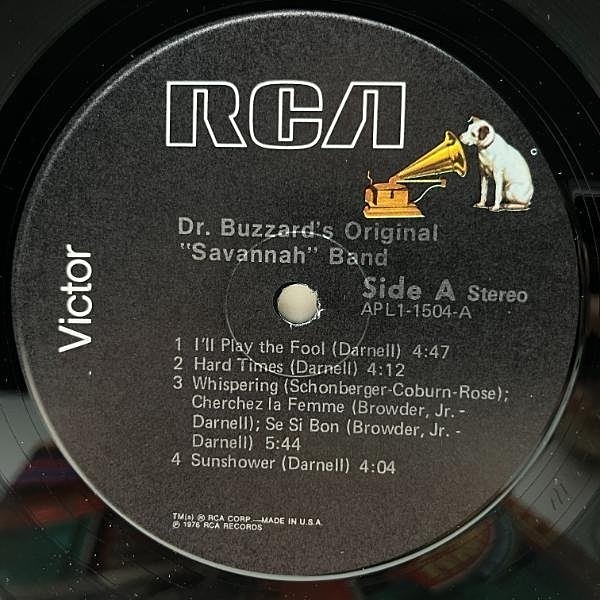 RCA
Victor
Dr. Buzzard's Original
"Savannah" Band
Side A Stereo
APL1-1504-A
1 I'll Play the Fool (Darnell) 4:47
2 Hard Times (Darnell) 4:12
3 Whispering (Schonberger-Coburn-Rose);
Cherchez la Femme (Browder, Jr. -
Darnell); Se Si Bon (Browder, Jr. -
Darnell) 5:44
4 Sunshower (Darnell) 4:04
TM(s) ® RCA CORP.—MADE IN U.S.A.
℗ 1976 RCA RECORDS